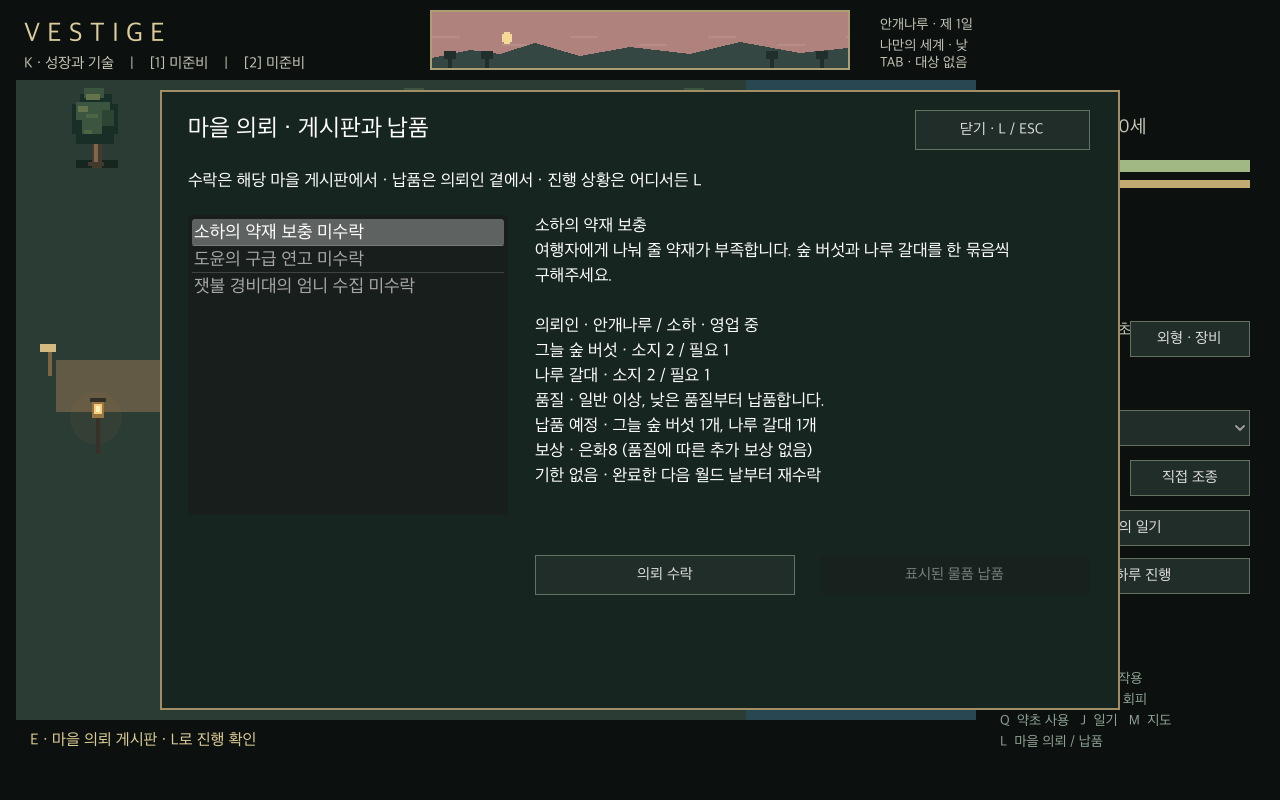 VESTIGE
K · 성장과 기술 | [1] 미준비 | [2] 미준비
안개나루 · 제 1일
나만의 세계 · 낮
TAB · 대상 없음
마을 의뢰 · 게시판과 납품
닫기 · L / ESC
수락은 해당 마을 게시판에서 · 납품은 의뢰인 곁에서 · 진행 상황은 어디서든 L
소하의 약재 보충 미수락
도윤의 구급 연고 미수락
잿불 경비대의 엄니 수집 미수락
소하의 약재 보충
여행자에게 나눠 줄 약재가 부족합니다. 숲 버섯과 나루 갈대를 한 묶음씩
구해주세요.
의뢰인 · 안개나루 / 소하 · 영업 중
그늘 숲 버섯 · 소지 2 / 필요 1
나루 갈대 · 소지 2 / 필요 1
품질 · 일반 이상, 낮은 품질부터 납품합니다.
납품 예정 · 그늘 숲 버섯 1개, 나루 갈대 1개
보상 · 은화8 (품질에 따른 추가 보상 없음)
기한 없음 · 완료한 다음 월드 날부터 재수락
의뢰 수락
표시된 물품 납품
0세
초
외형 · 장비
직접 조종
의 일기
하루 진행
작용
회피
Q 약초 사용 J 일기 M 지도
L 마을 의뢰 / 납품
E · 마을 의뢰 게시판 · L로 진행 확인